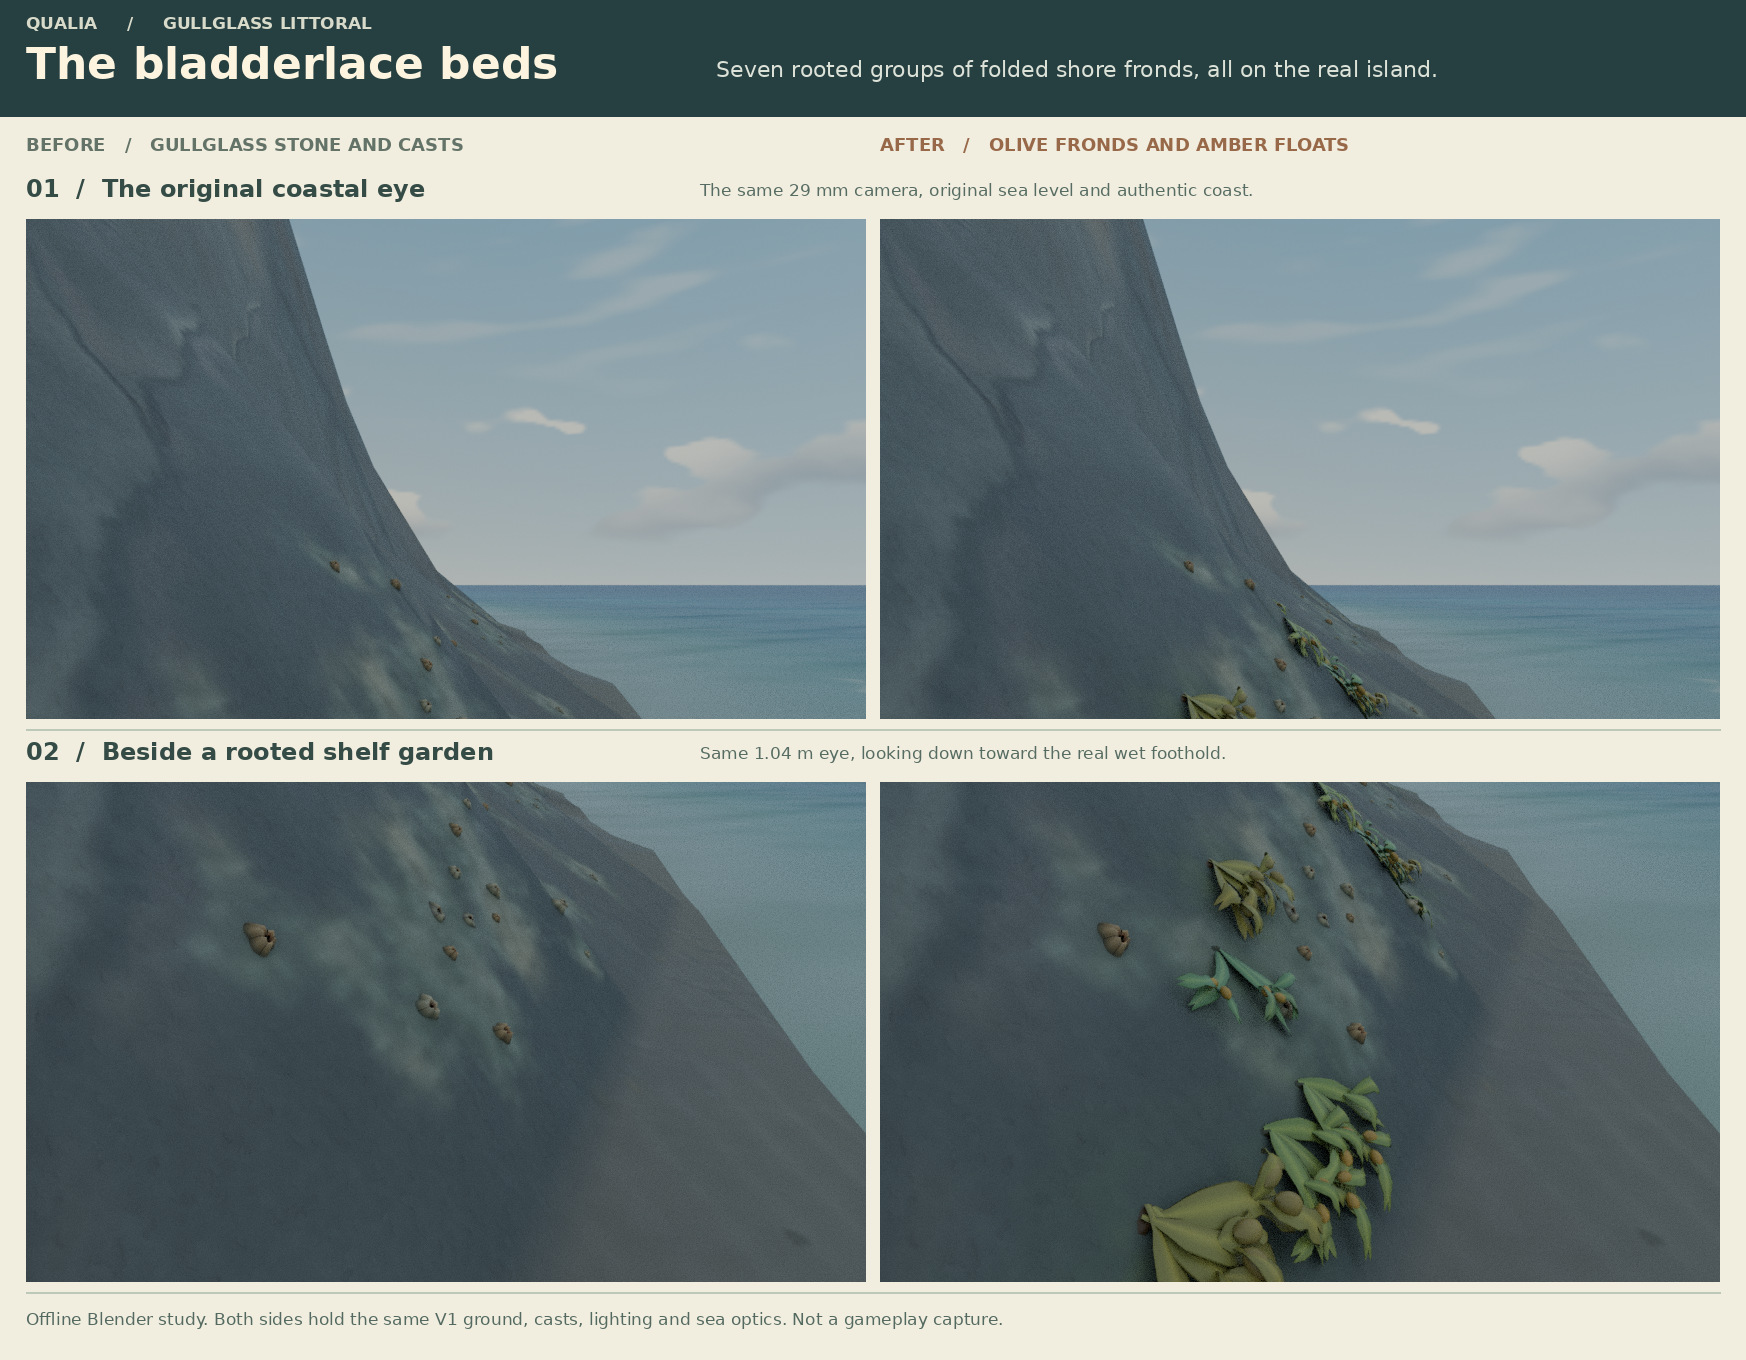 QUALIA / GULLGLASS LITTORAL
The bladderlace beds
Seven rooted groups of folded shore fronds, all on the real island.
BEFORE / GULLGLASS STONE AND CASTS
AFTER / OLIVE FRONDS AND AMBER FLOATS
01 / The original coastal eye
The same 29 mm camera, original sea level and authentic coast.
02 / Beside a rooted shelf garden
Same 1.04 m eye, looking down toward the real wet foothold.
Offline Blender study. Both sides hold the same V1 ground, casts, lighting and sea optics. Not a gameplay capture.